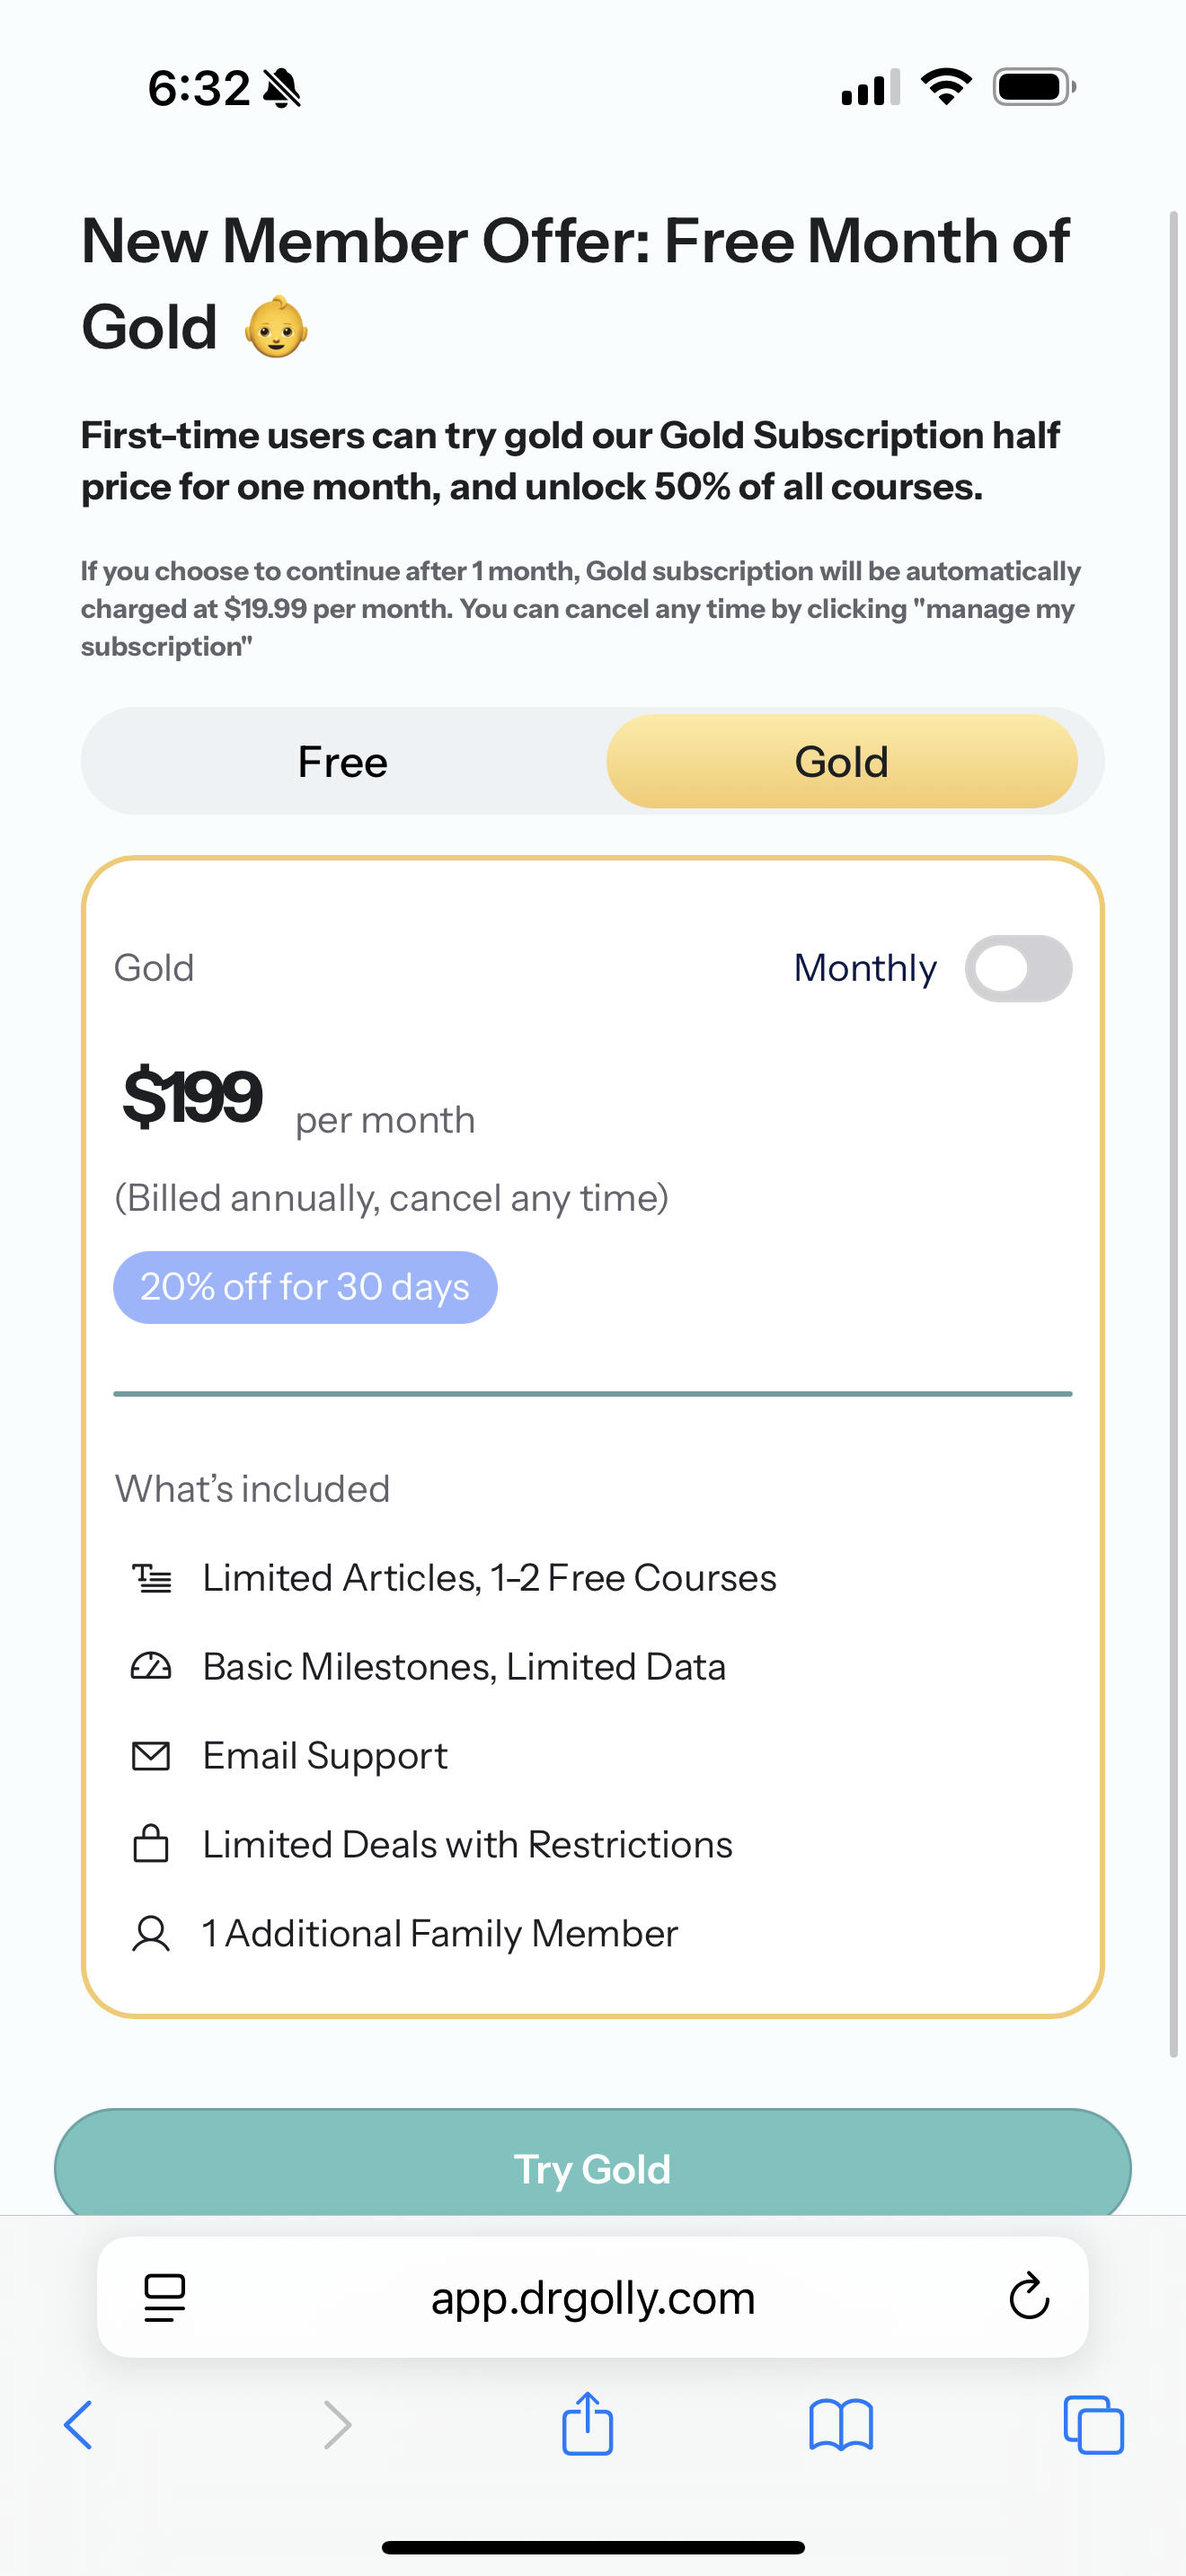 6:32
New Member Offer: Free Month of
Gold 👶
First-time users can try gold our Gold Subscription half
price for one month, and unlock 50% of all courses.
If you choose to continue after 1 month, Gold subscription will be automatically
charged at $19.99 per month. You can cancel any time by clicking "manage my
subscription"
Free Gold
Gold Monthly
$199 per month
(Billed annually, cancel any time)
20% off for 30 days
What’s included
Limited Articles, 1-2 Free Courses
Basic Milestones, Limited Data
Email Support
Limited Deals with Restrictions
1 Additional Family Member
Try Gold
app.drgolly.com